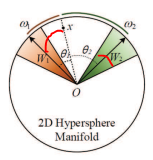 ω₁ x ω₂
W₁ θ₁ θ₂ W₂
O
2D Hypersphere
Manifold